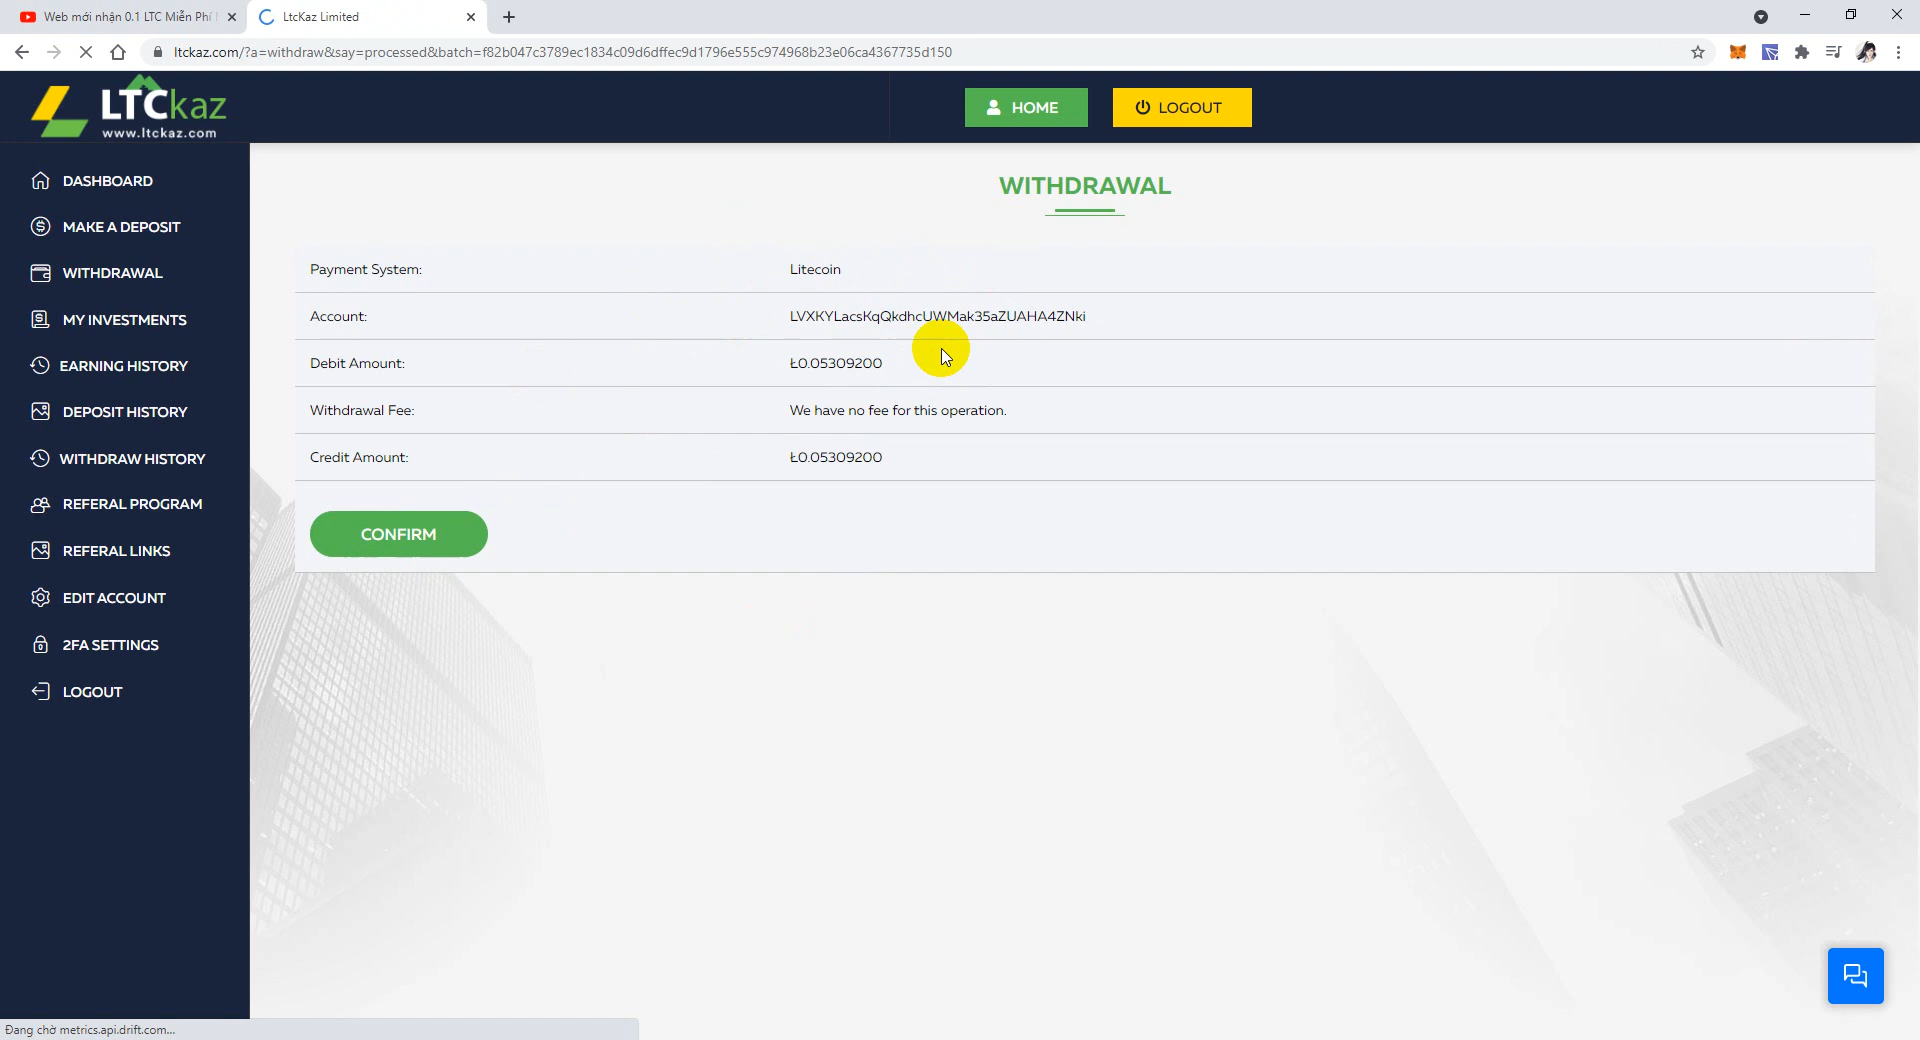 Web mới nhận 0.1 LTC Miễn Phí
LtcKaz Limited
ltckaz.com/?a=withdraw&say=processed&batch=f82b047c3789ec1834c09d6dffec9d1796e555c974968b23e06ca4367735d150
LTCkaz
www.ltckaz.com
HOME
LOGOUT
DASHBOARD
MAKE A DEPOSIT
WITHDRAWAL
MY INVESTMENTS
EARNING HISTORY
DEPOSIT HISTORY
WITHDRAW HISTORY
REFERAL PROGRAM
REFERAL LINKS
EDIT ACCOUNT
2FA SETTINGS
LOGOUT
WITHDRAWAL
Payment System: Litecoin
Account: LVXKYLacsKqQkdhcUWMak35aZUAHA4ZNki
Debit Amount: Ł0.05309200
Withdrawal Fee: We have no fee for this operation.
Credit Amount: Ł0.05309200
CONFIRM
Đang chờ metrics.api.drift.com...